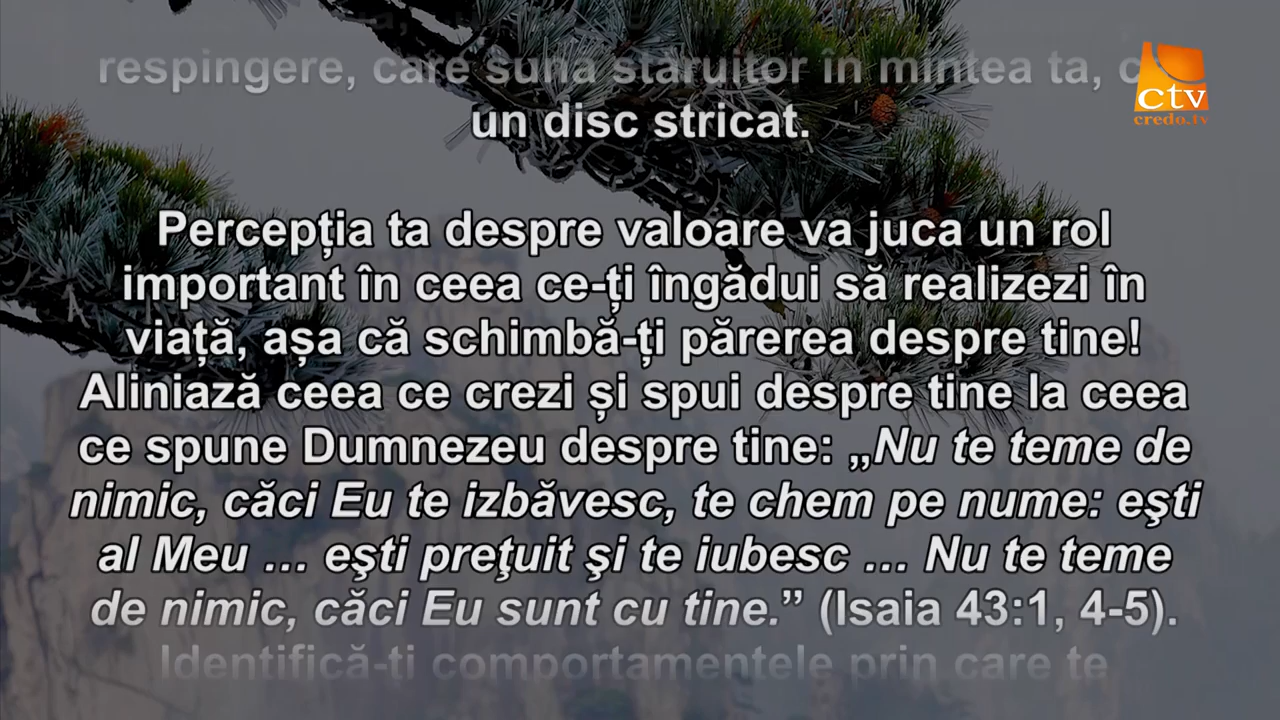 respingere, care sună stăruitor în mintea ta, c
un disc stricat.
Percepția ta despre valoare va juca un rol
important în ceea ce-ți îngădui să realizezi în
viață, așa că schimbă-ți părerea despre tine!
Aliniază ceea ce crezi și spui despre tine la ceea
ce spune Dumnezeu despre tine: „Nu te teme de
nimic, căci Eu te izbăvesc, te chem pe nume: eşti
al Meu … eşti preţuit şi te iubesc … Nu te teme
de nimic, căci Eu sunt cu tine.” (Isaia 43:1, 4-5).
Identifică-ți comportamentele prin care te
ctv
credo.tv